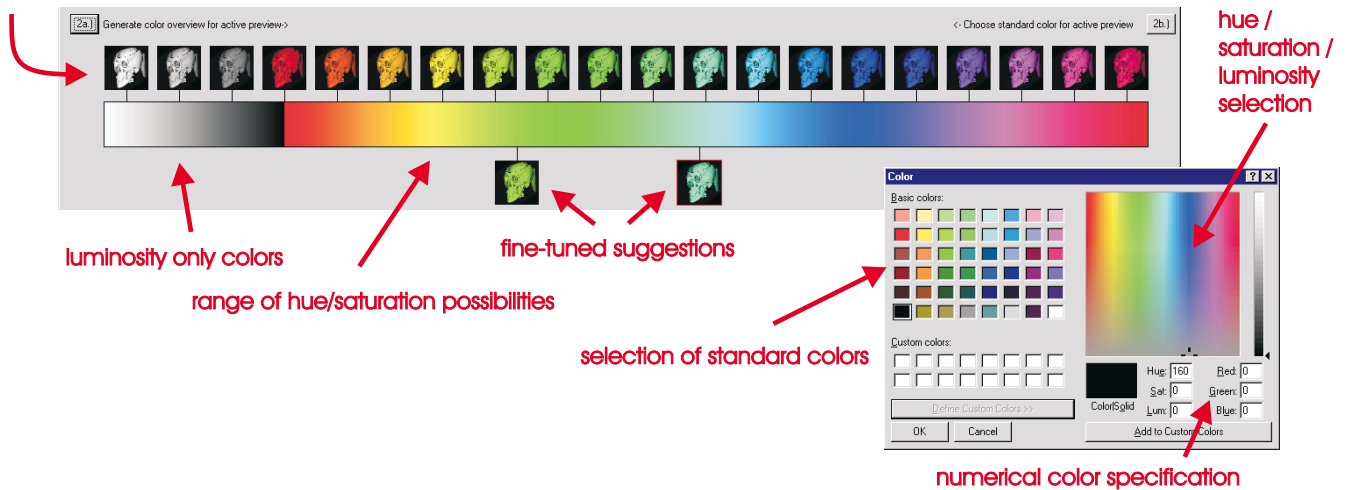 2a.) Generate color overview for active preview->
<- Choose standard color for active preview 2b.)
hue /
saturation /
luminosity
selection
luminosity only colors
range of hue/saturation possibilities
fine-tuned suggestions
selection of standard colors
Color
Basic colors:
Custom colors:
Define Custom Colors >>
OK Cancel
Color|Solid
Hue: 160 Red: 0
Sat: 0 Green: 0
Lum: 0 Blue: 0
Add to Custom Colors
numerical color specification